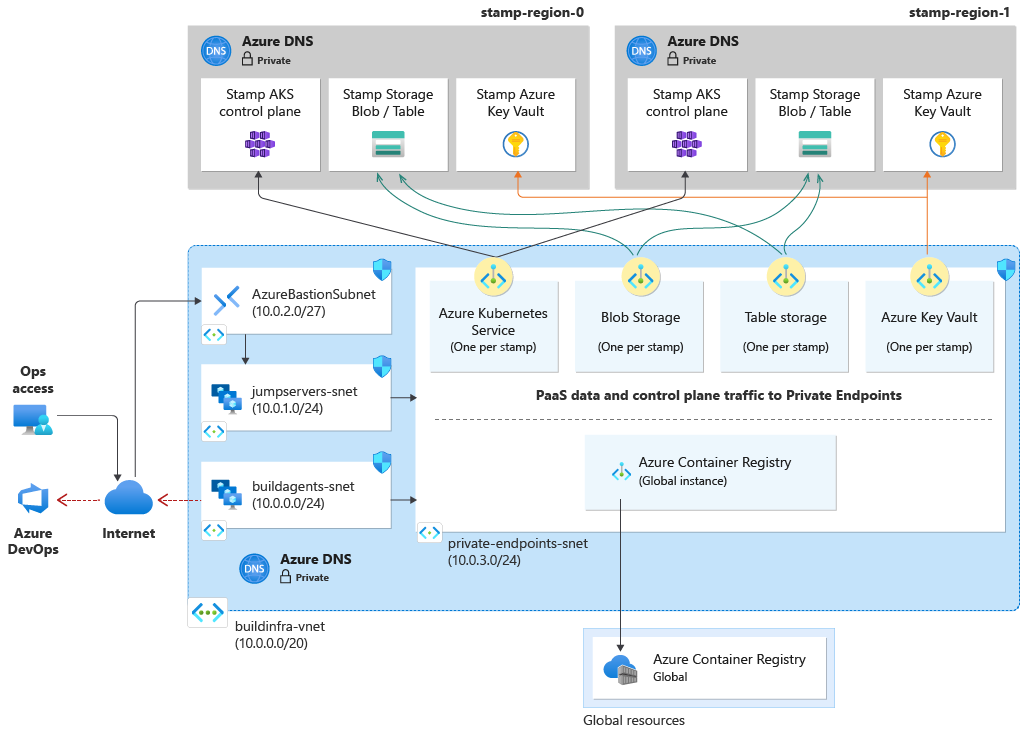 stamp-region-0
Azure DNS
DNS
Private
Stamp AKS
control plane
Stamp Storage
Blob / Table
Stamp Azure
Key Vault
stamp-region-1
Azure DNS
DNS
Private
Stamp AKS
control plane
Stamp Storage
Blob / Table
Stamp Azure
Key Vault
AzureBastionSubnet
(10.0.2.0/27)
jumpservers-snet
(10.0.1.0/24)
buildagents-snet
(10.0.0.0/24)
Azure Kubernetes
Service
(One per stamp)
Blob Storage
(One per stamp)
Table storage
(One per stamp)
Azure Key Vault
(One per stamp)
PaaS data and control plane traffic to Private Endpoints
Azure Container Registry
(Global instance)
private-endpoints-snet
(10.0.3.0/24)
Ops
access
Azure
DevOps
Internet
Azure DNS
DNS
Private
buildinfra-vnet
(10.0.0.0/20)
Azure Container Registry
Global
Global resources